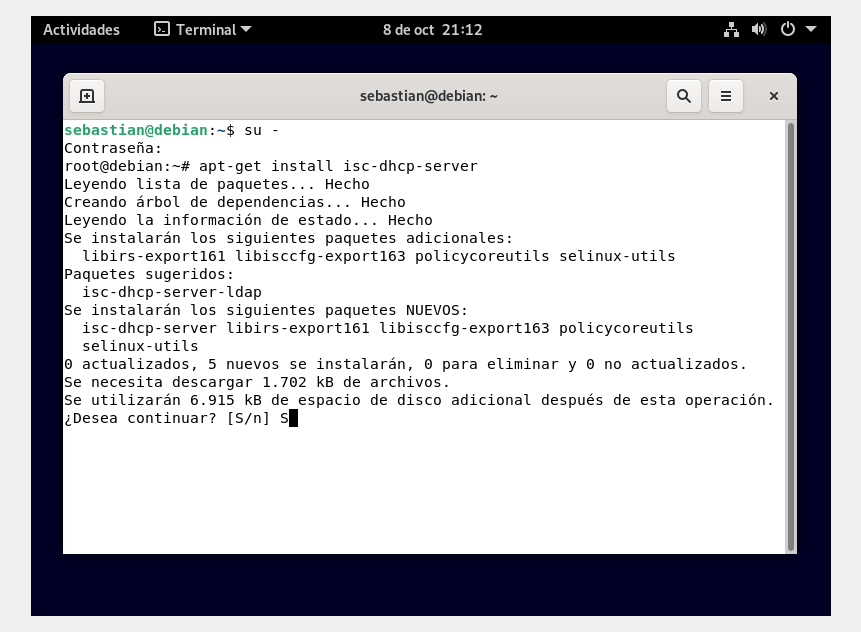 Actividades Terminal 8 de oct 21:12
sebastian@debian: ~
sebastian@debian:~$ su -
Contraseña:
root@debian:~# apt-get install isc-dhcp-server
Leyendo lista de paquetes... Hecho
Creando árbol de dependencias... Hecho
Leyendo la información de estado... Hecho
Se instalarán los siguientes paquetes adicionales:
  libirs-export161 libisccfg-export163 policycoreutils selinux-utils
Paquetes sugeridos:
  isc-dhcp-server-ldap
Se instalarán los siguientes paquetes NUEVOS:
  isc-dhcp-server libirs-export161 libisccfg-export163 policycoreutils
  selinux-utils
0 actualizados, 5 nuevos se instalarán, 0 para eliminar y 0 no actualizados.
Se necesita descargar 1.702 kB de archivos.
Se utilizarán 6.915 kB de espacio de disco adicional después de esta operación.
¿Desea continuar? [S/n] S